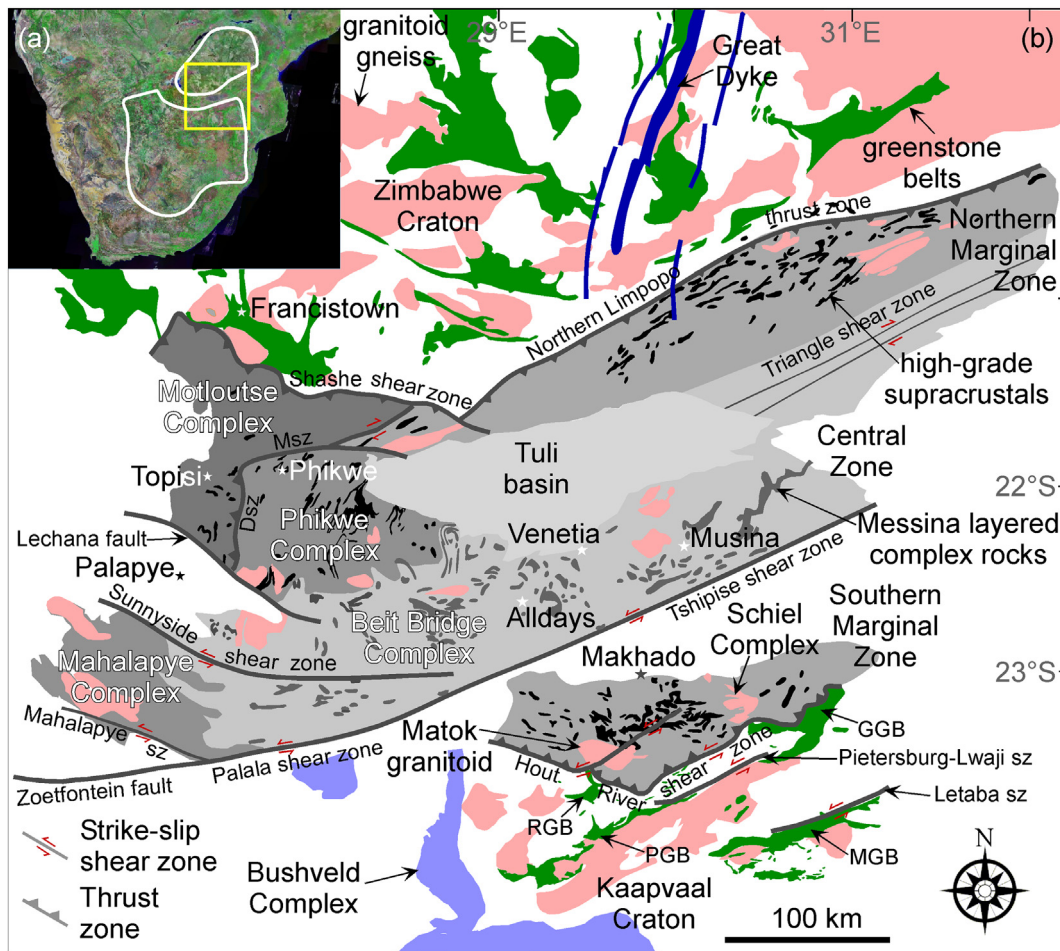 (a)
granitoid
gneiss
29°E
Great
Dyke
31°E
(b)
greenstone
belts
Zimbabwe
Craton
thrust zone
Northern
Marginal
Zone
Northern Limpopo
Francistown
Triangle shear zone
high-grade
supracrustals
Motloutse
Complex
Shashe shear zone
Msz
Tuli
basin
Central
Zone
Topisi
Phikwe
22°S
Dsz
Phikwe
Complex
Lechana fault
Venetia
Musina
Messina layered
complex rocks
Palapye
Alldays
Tshipise shear zone
Sunnyside
shear zone
Beit Bridge
Complex
Schiel
Complex
Southern
Marginal
Zone
Mahalapye
Complex
Makhado
23°S
Mahalapye
sz
Matok
granitoid
GGB
Zoetfontein fault
Palala shear zone
Hout
River
shear zone
Pietersburg-Lwaji sz
Letaba sz
RGB
PGB
MGB
Strike-slip
shear zone
Bushveld
Complex
Kaapvaal
Craton
N
Thrust
zone
100 km